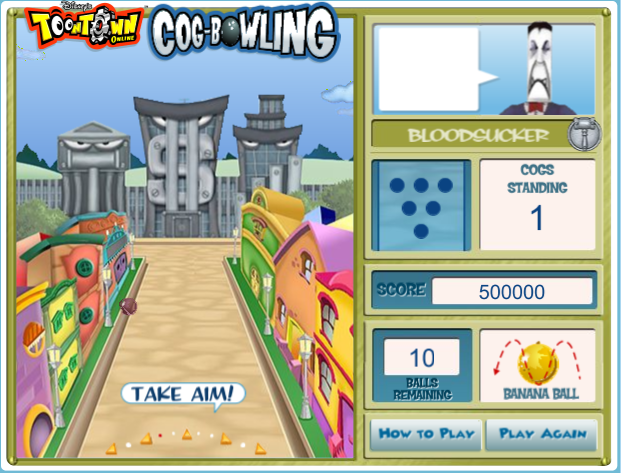 Disney's
TOONTOWN
ONLINE
COG-BOWLING
BLOODSUCKER
COGS
STANDING
1
SCORE 500000
10
BALLS
REMAINING
BANANA BALL
TAKE AIM!
HOW TO PLAY
PLAY AGAIN